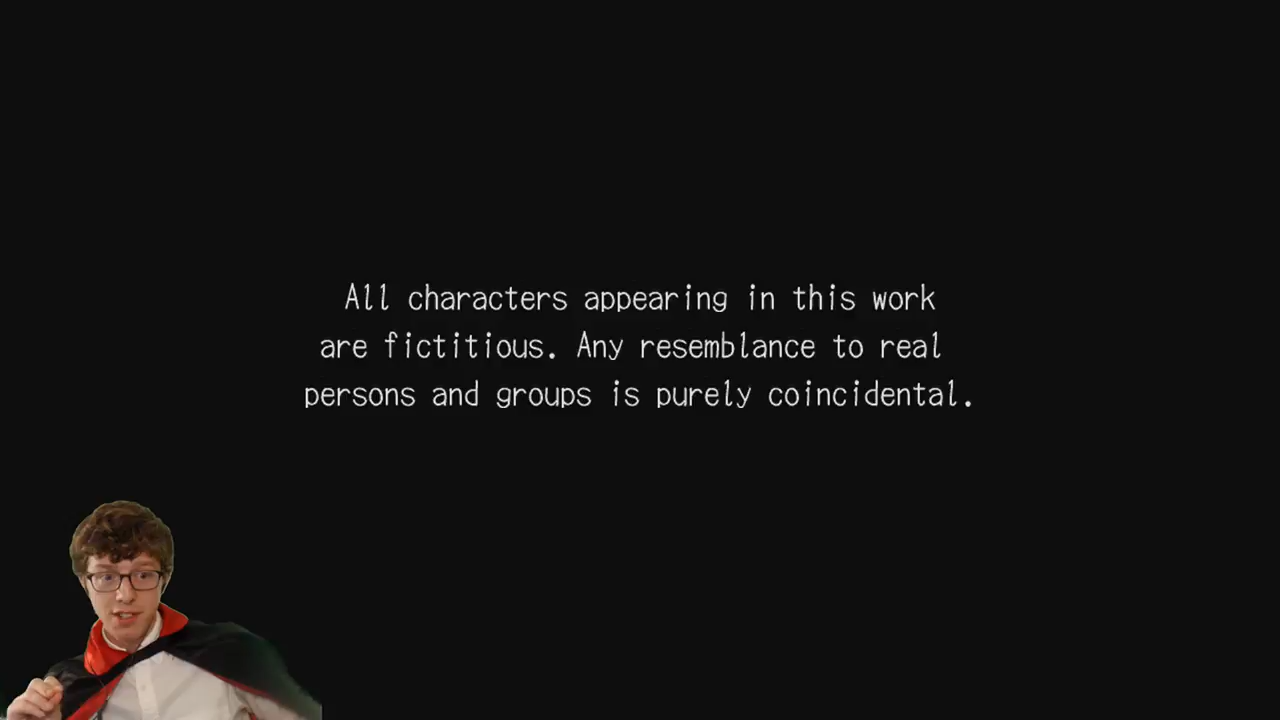 All characters appearing in this work
are fictitious. Any resemblance to real
persons and groups is purely coincidental.